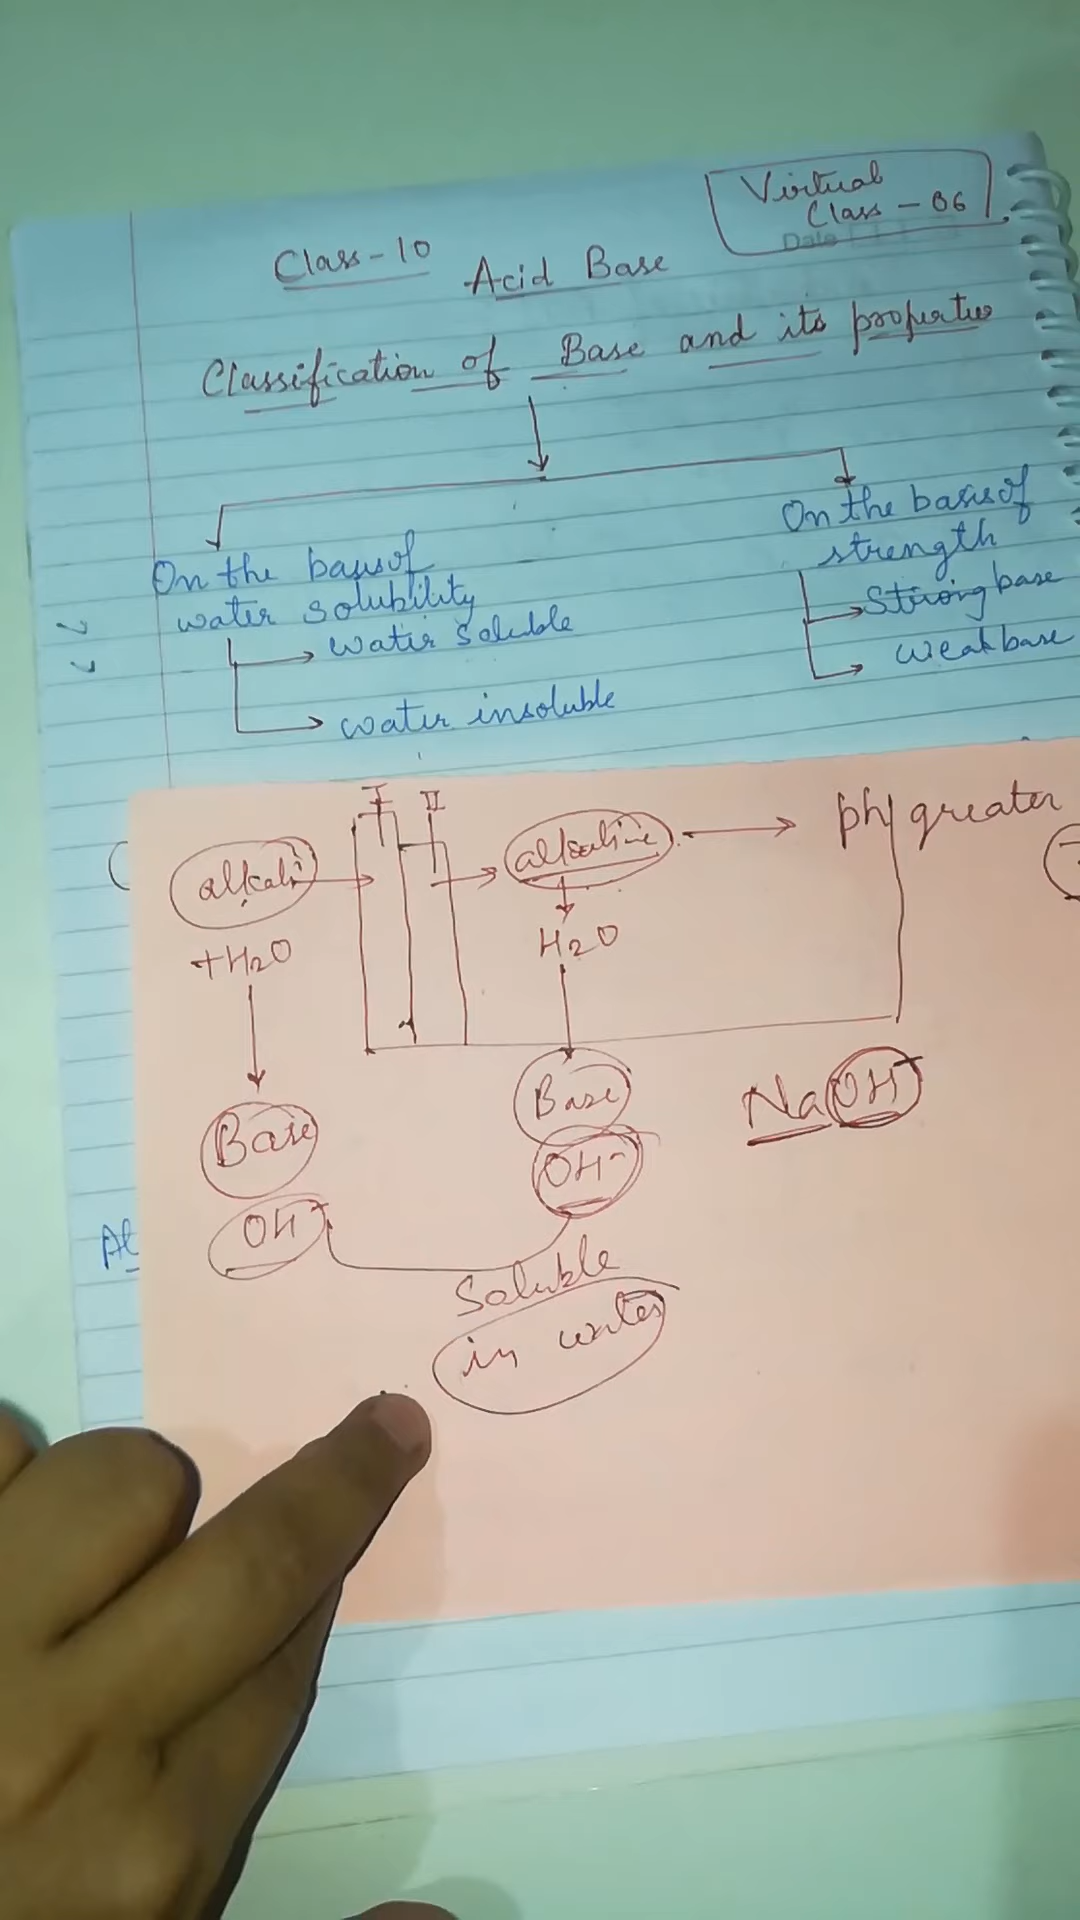 Virtual
Class - 06
Date
Class-10
Acid Base
Classification of Base and its properties
On the basis of
water solubility
water soluble
water insoluble
On the basis of
strength
Strong base
weak base
I II
alkali
alkaline
ph greater
+H2O
H2O
Base
Base
NaOH-
OH-
OH-
Al
Soluble
in water